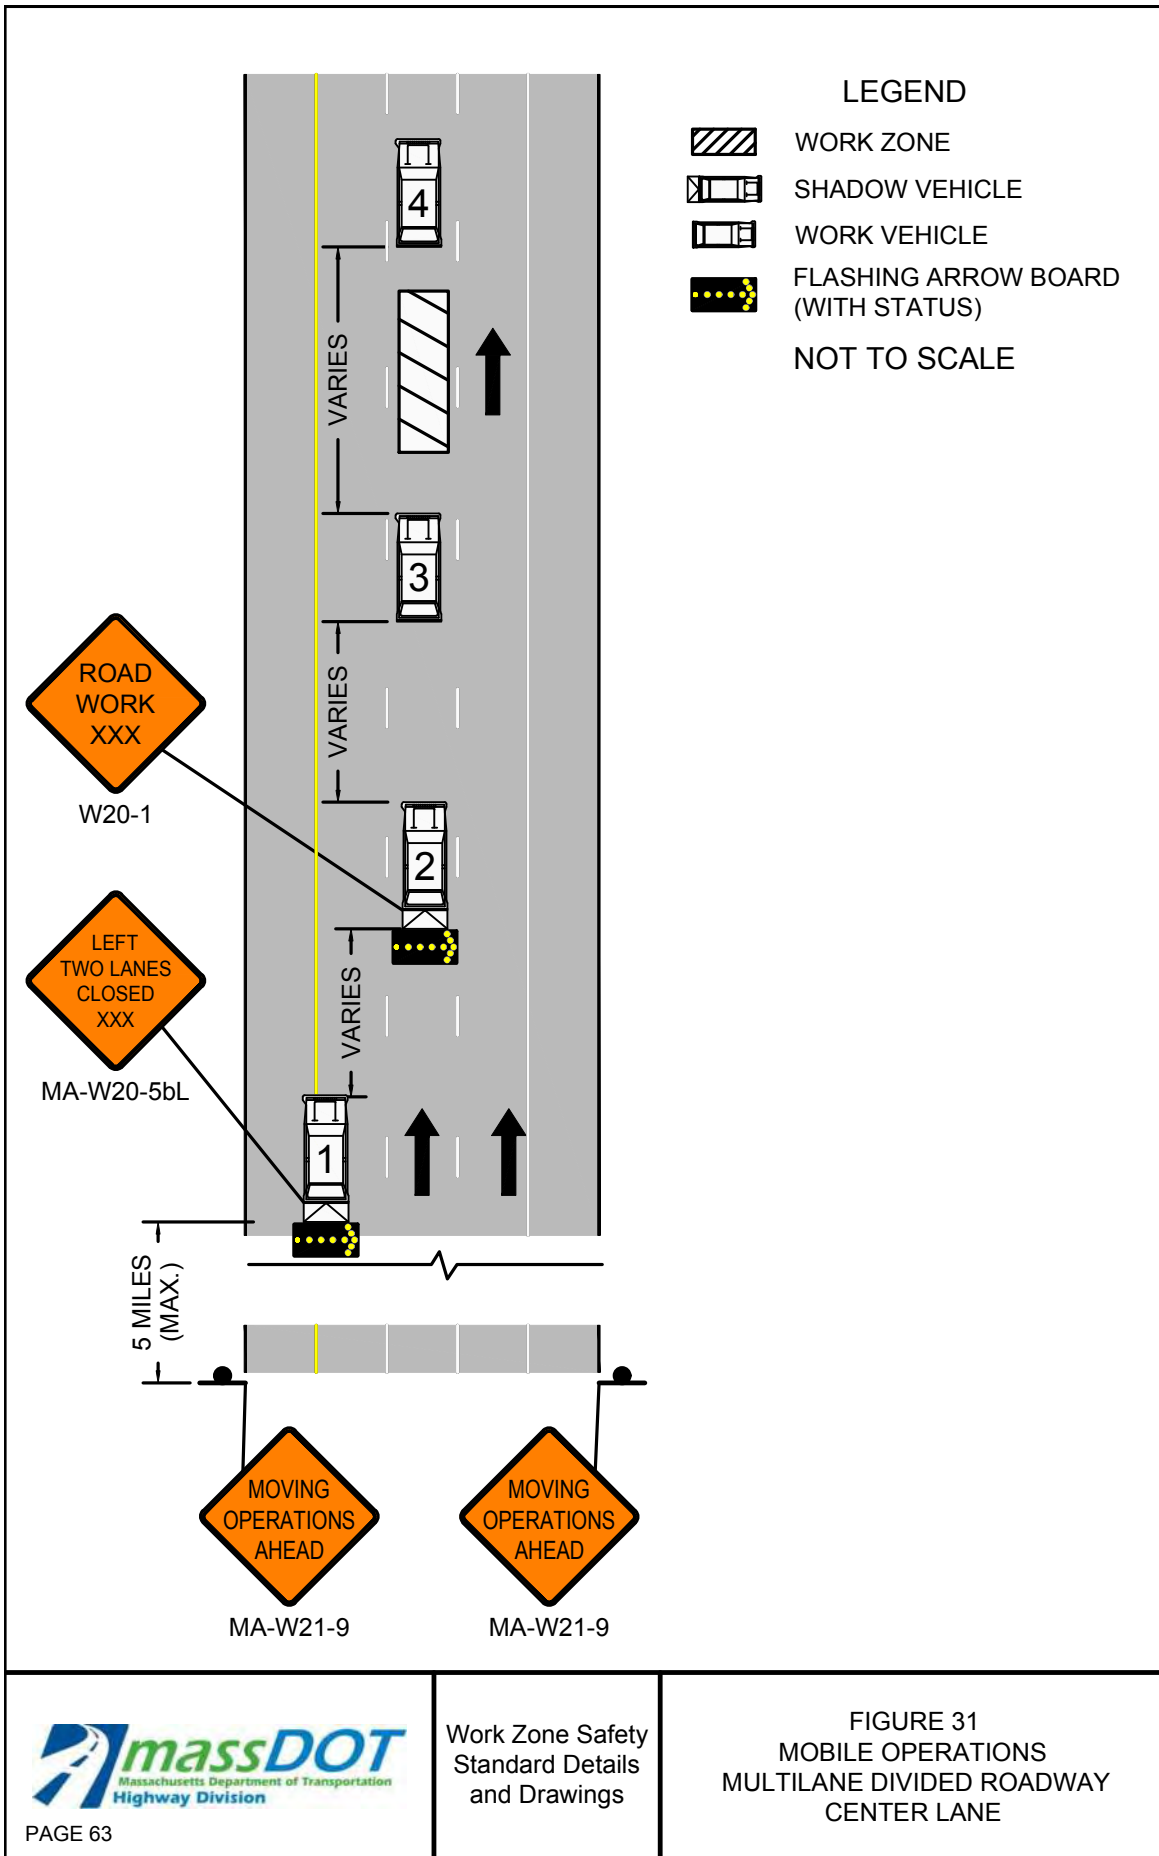 LEGEND
WORK ZONE
SHADOW VEHICLE
WORK VEHICLE
FLASHING ARROW BOARD
(WITH STATUS)
NOT TO SCALE
4
VARIES
3
VARIES
ROAD
WORK
XXX
W20-1
2
VARIES
LEFT
TWO LANES
CLOSED
XXX
MA-W20-5bL
1
5 MILES
(MAX.)
MOVING
OPERATIONS
AHEAD
MA-W21-9
MOVING
OPERATIONS
AHEAD
MA-W21-9
massDOT
Massachusetts Department of Transportation
Highway Division
PAGE 63
Work Zone Safety
Standard Details
and Drawings
FIGURE 31
MOBILE OPERATIONS
MULTILANE DIVIDED ROADWAY
CENTER LANE